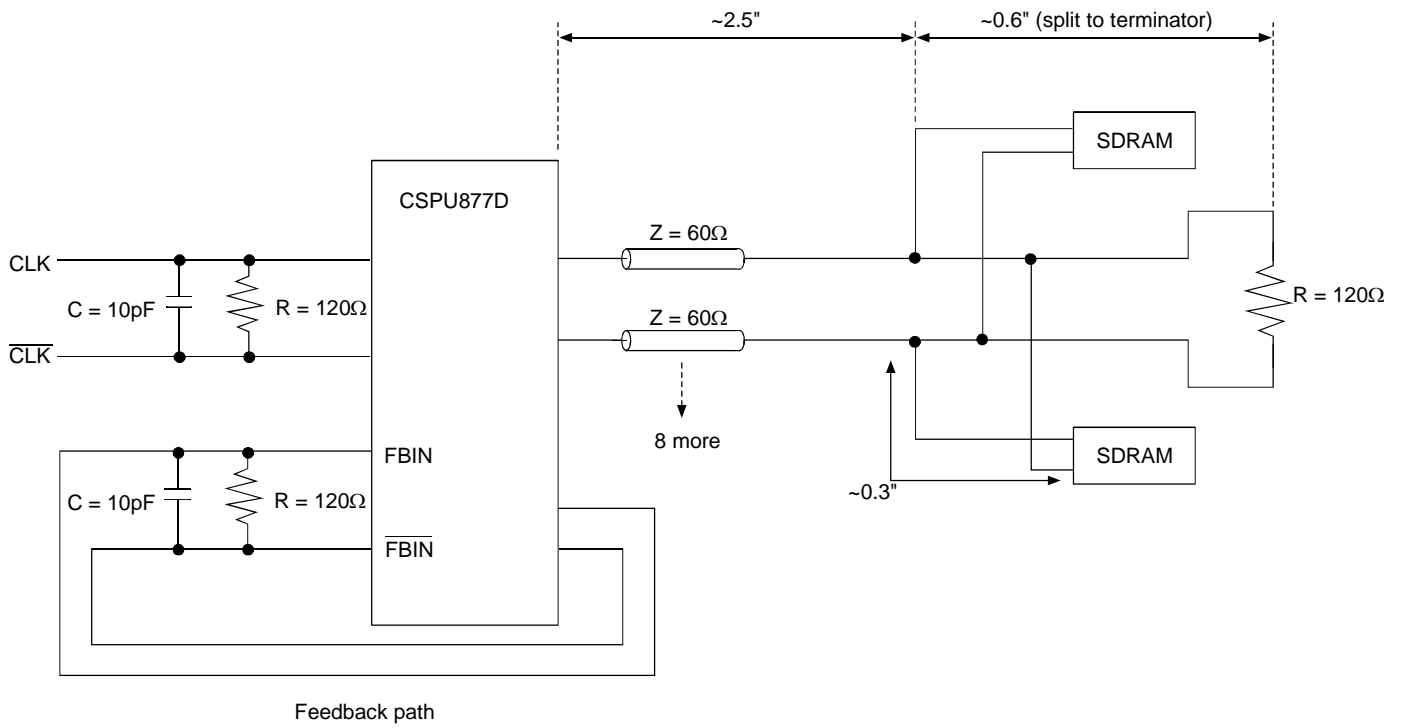 ~2.5"
~0.6" (split to terminator)
SDRAM
CSPU877D
Z = 60Ω
CLK
C = 10pF
R = 120Ω
R = 120Ω
Z = 60Ω
CLK
8 more
FBIN
SDRAM
C = 10pF
R = 120Ω
~0.3"
FBIN
Feedback path